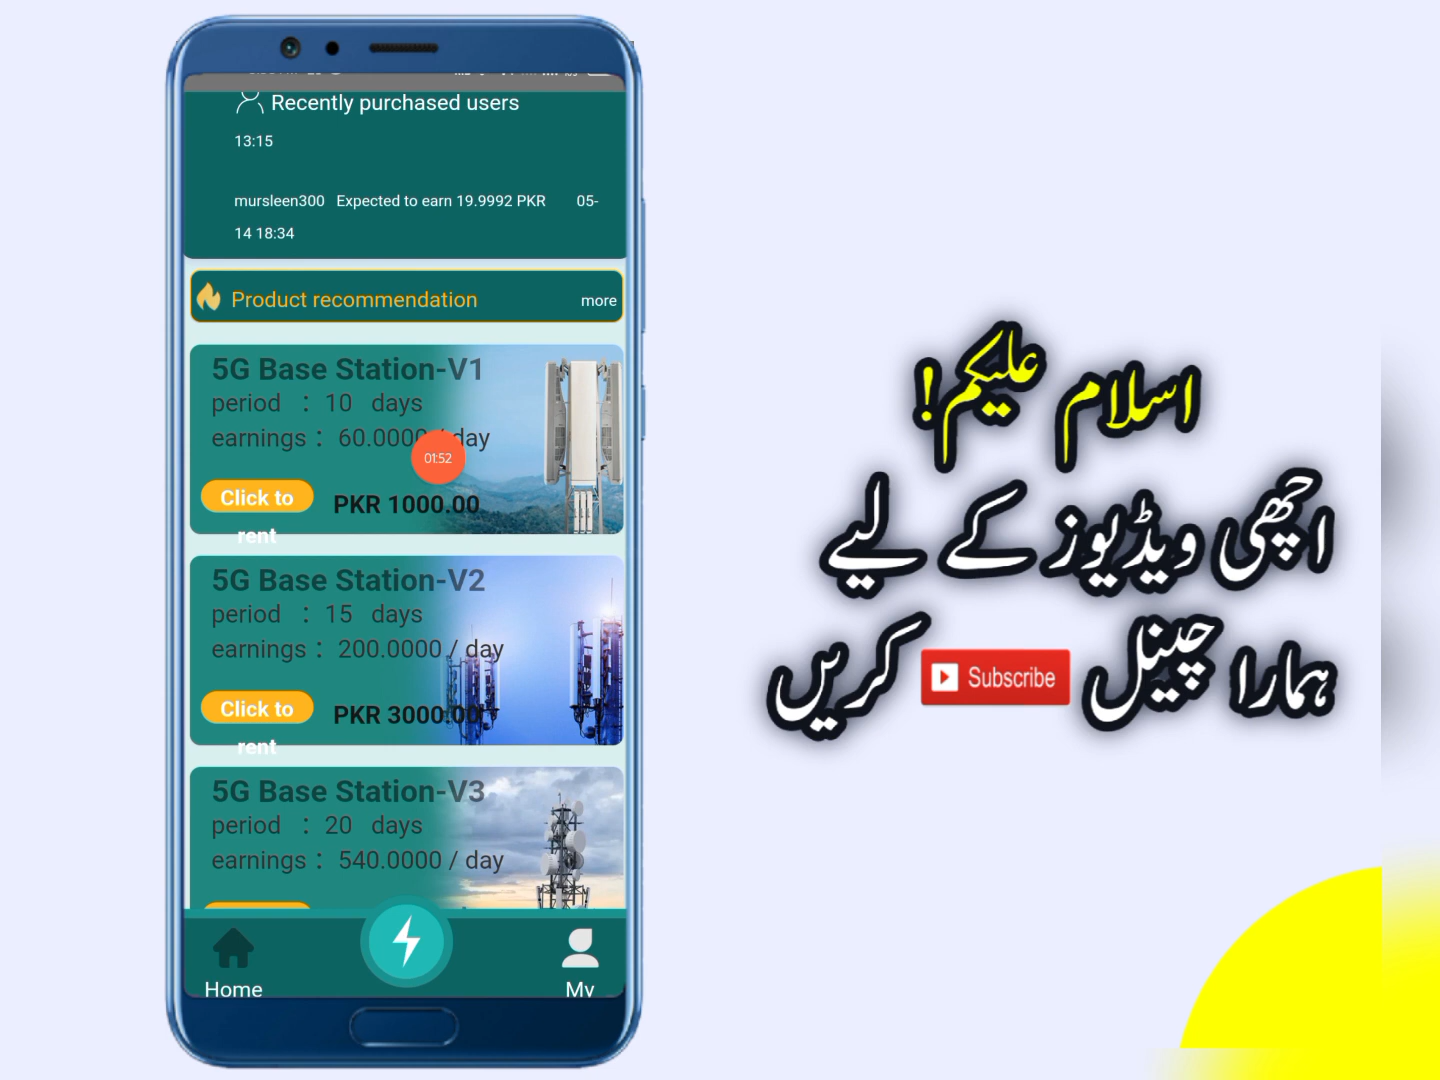 Recently purchased users
13:15
mursleen300 Expected to earn 19.9992 PKR 05-
14 18:34
Product recommendation more
5G Base Station-V1
period : 10 days
earnings : 60.0000 / day
01:52
Click to
rent
PKR 1000.00
5G Base Station-V2
period : 15 days
earnings : 200.0000 / day
Click to
rent
PKR 3000.00
5G Base Station-V3
period : 20 days
earnings : 540.0000 / day
Home
My
اسلام علیکم!
اچھی ویڈیوز کے لیے
ہمارا چینل Subscribe کریں